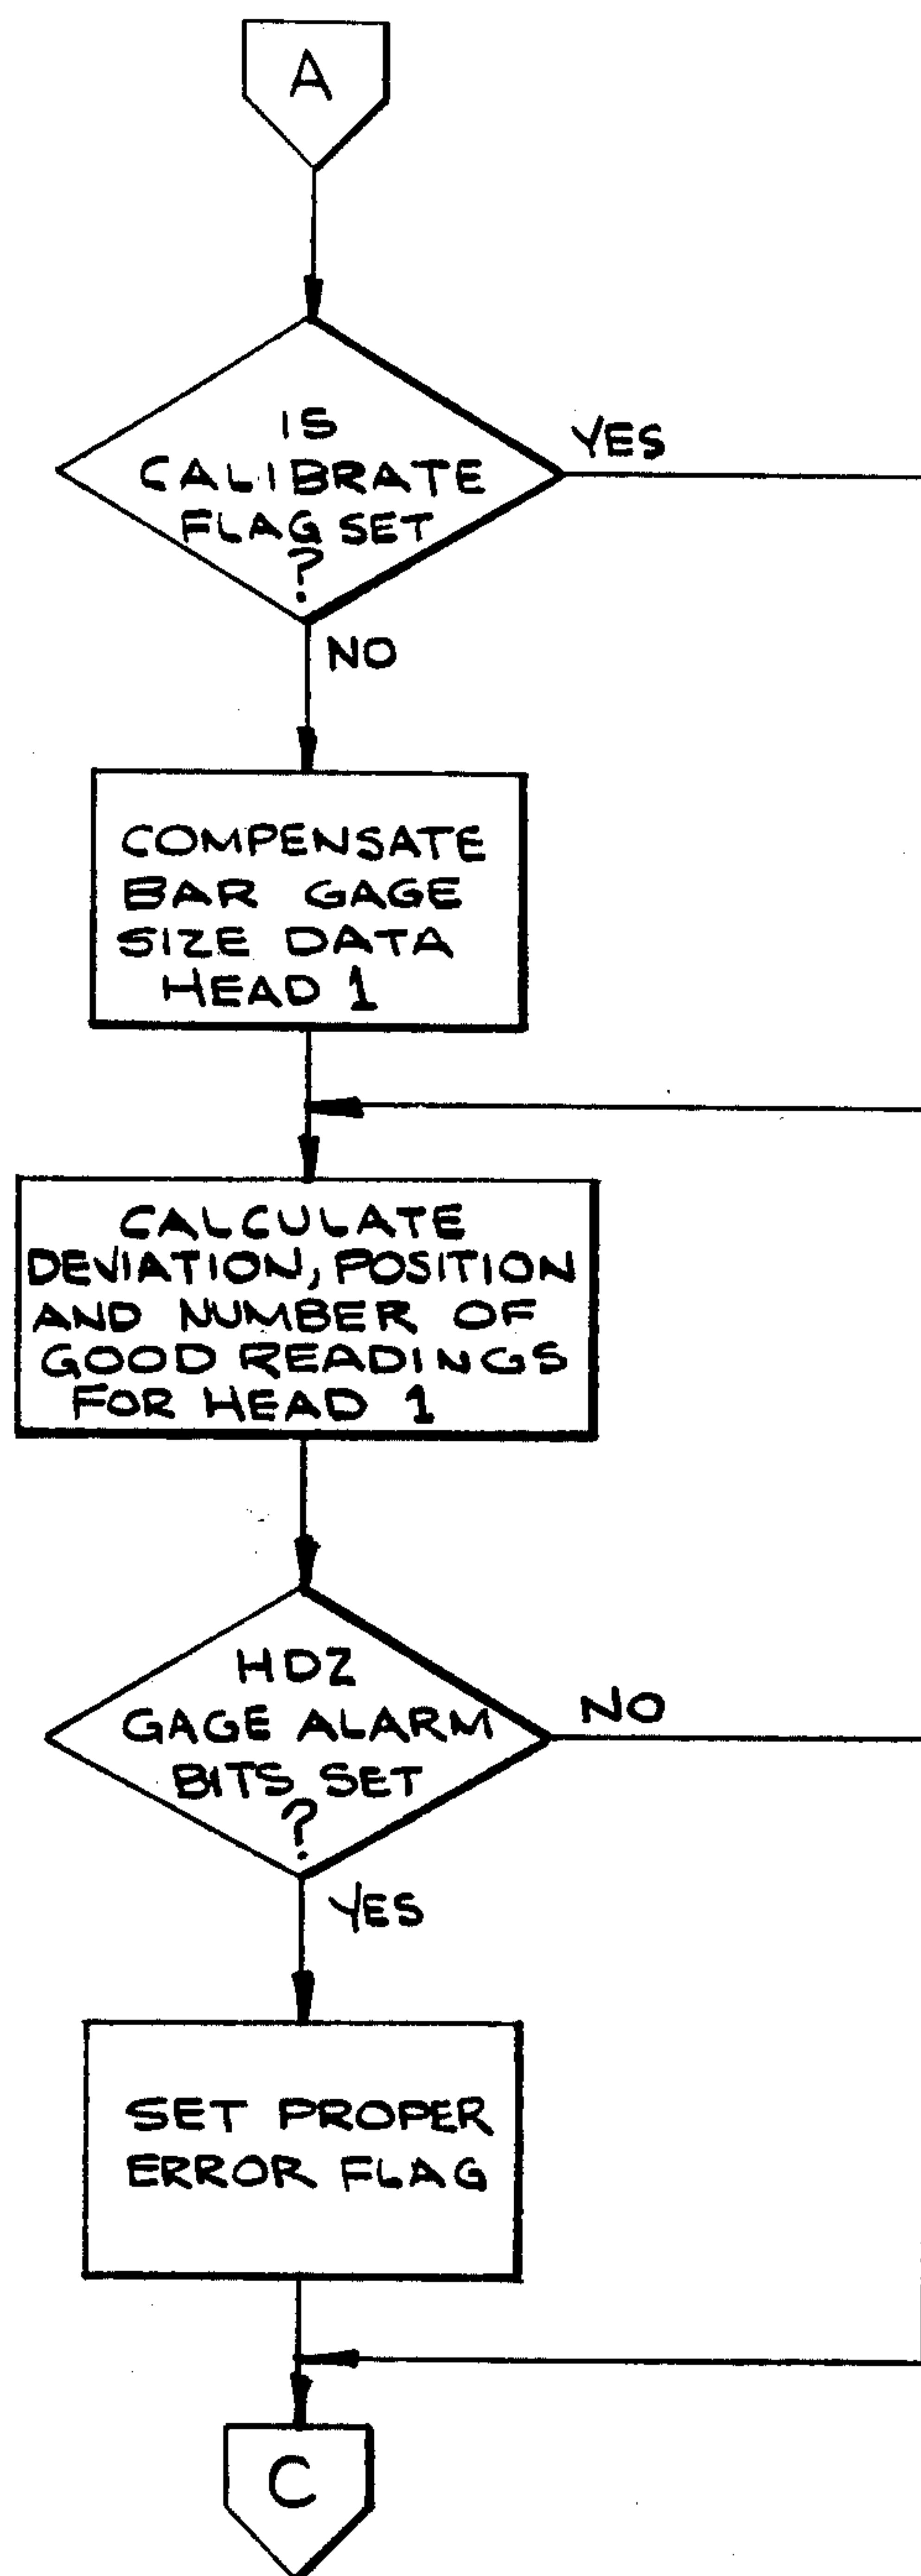 A
IS
CALIBRATE
FLAG SET
?
YES
NO
COMPENSATE
BAR GAGE
SIZE DATA
HEAD 1
CALCULATE
DEVIATION, POSITION
AND NUMBER OF
GOOD READINGS
FOR HEAD 1
HD2
GAGE ALARM
BITS SET
?
NO
YES
SET PROPER
ERROR FLAG
C